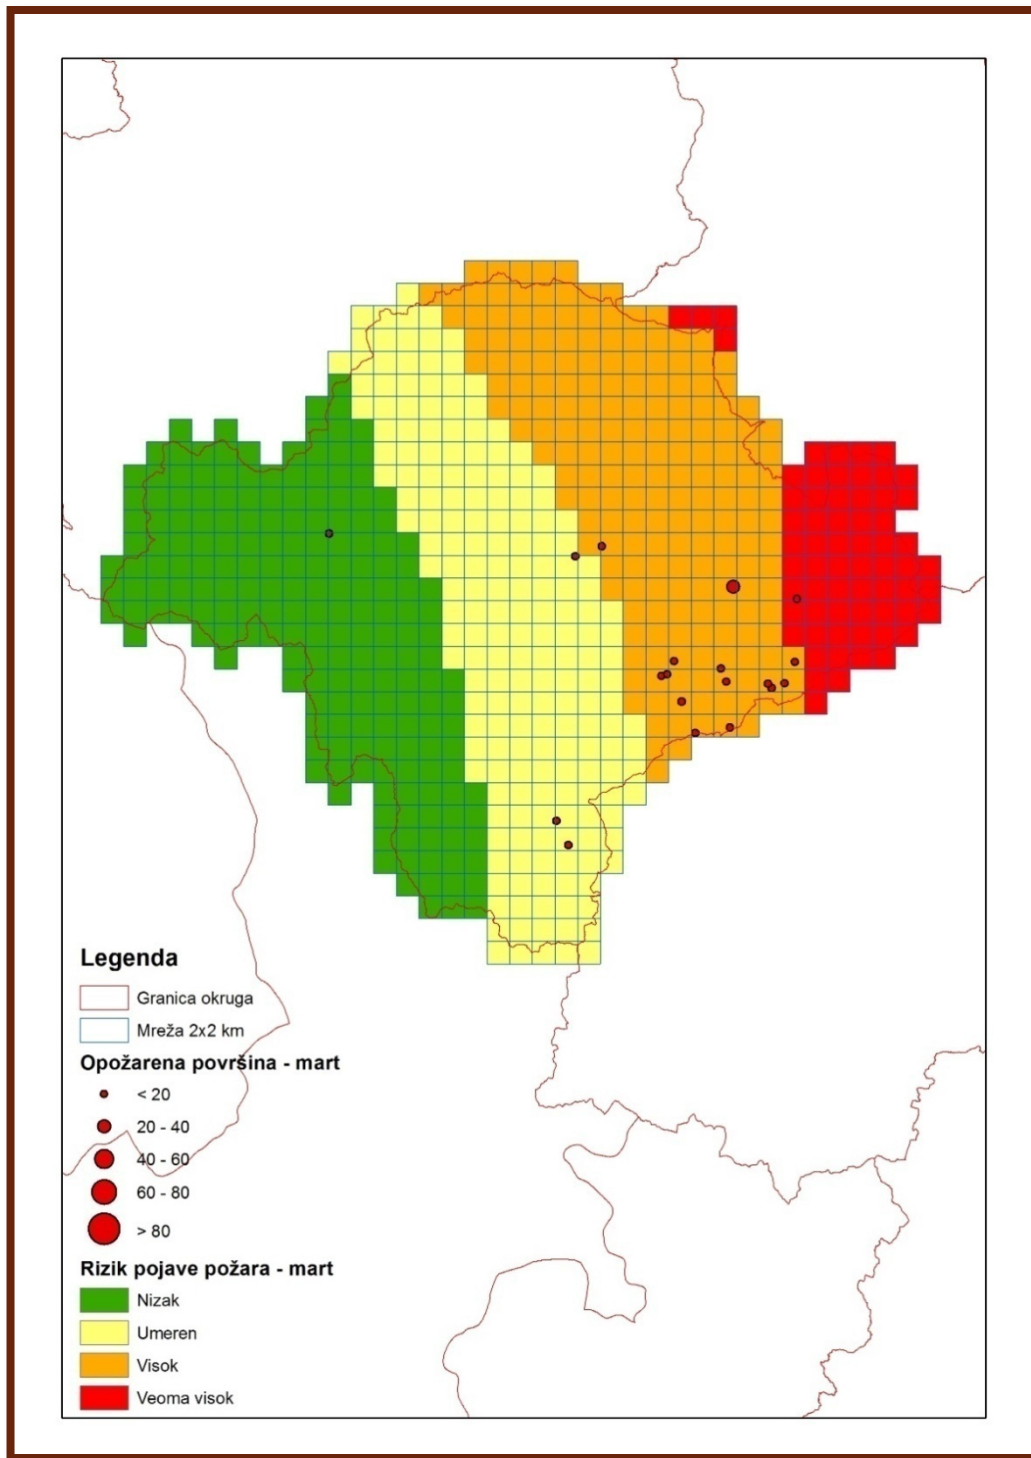 Legenda
Granica okruga
Mreža 2x2 km
Opožarena površina - mart
< 20
20 - 40
40 - 60
60 - 80
> 80
Rizik pojave požara - mart
Nizak
Umeren
Visok
Veoma visok